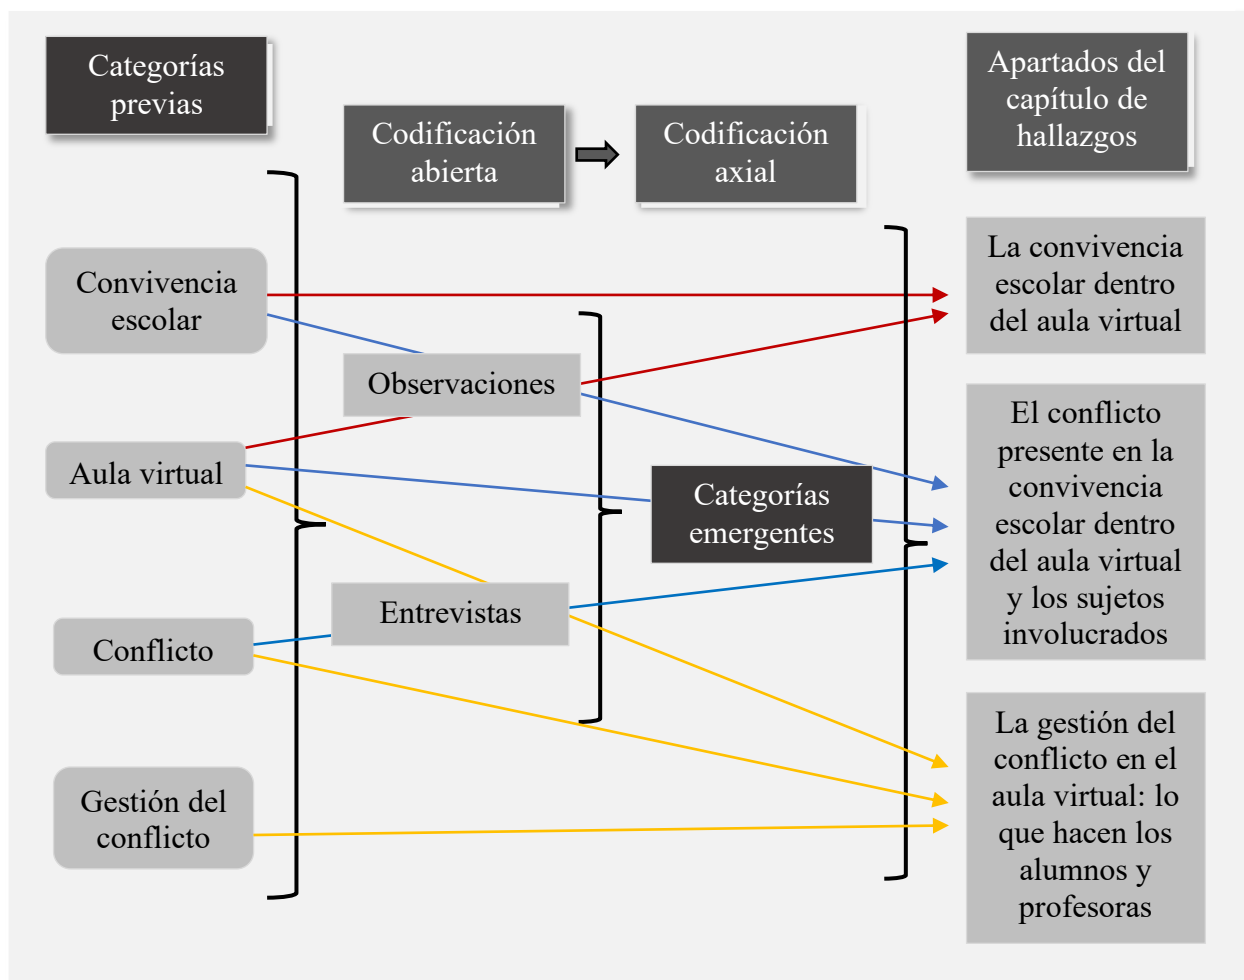 Categorías
previas
Codificación
abierta
Codificación
axial
Apartados del
capítulo de
hallazgos
Convivencia
escolar
Aula virtual
Conflicto
Gestión del
conflicto
Observaciones
Entrevistas
Categorías
emergentes
La convivencia
escolar dentro
del aula virtual
El conflicto
presente en la
convivencia
escolar dentro
del aula virtual
y los sujetos
involucrados
La gestión del
conflicto en el
aula virtual: lo
que hacen los
alumnos y
profesoras